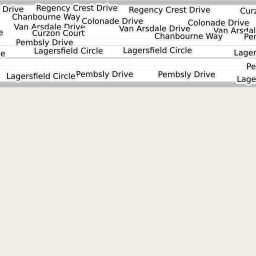 Drive
Regency Crest Drive
Regency Crest Drive
Chanbourne Way
Colonade Drive
Colonade Drive
Van Arsdale Drive
Van Arsdale Drive
Curzon Court
Chanbourne Way
Pembsly Drive
Lagersfield Circle
Lagersfield Circle
Lagersfield Circle
Pembsly Drive
Pembsly Drive